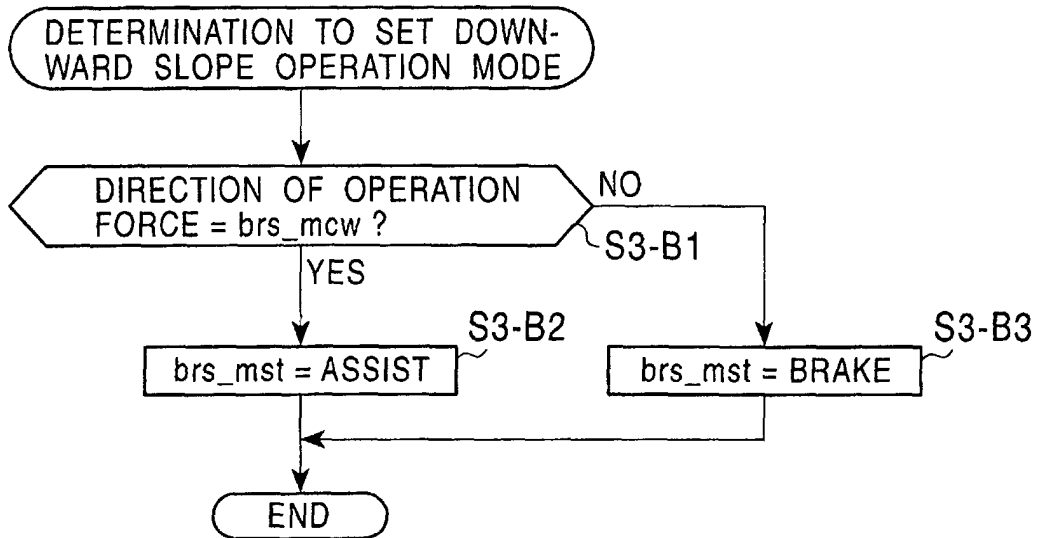 DETERMINATION TO SET DOWN-
WARD SLOPE OPERATION MODE
DIRECTION OF OPERATION
FORCE = brs_mcw ?
NO
S3-B1
YES
S3-B2
S3-B3
brs_mst = ASSIST
brs_mst = BRAKE
END